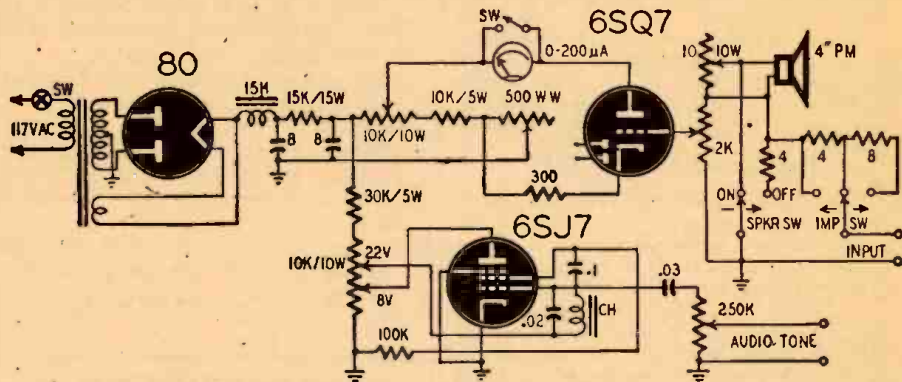 80
SW
117VAC
15H
15K/15W
8
8
10K/10W
10K/5W
500WW
SW
0-200µA
6SQ7
300
10
10W
4" PM
2K
4
4
8
ON
OFF
SPKR SW
IMP SW
INPUT
30K/5W
22V
10K/10W
8V
100K
6SJ7
.1
.02
CH
.03
250K
AUDIO-TONE